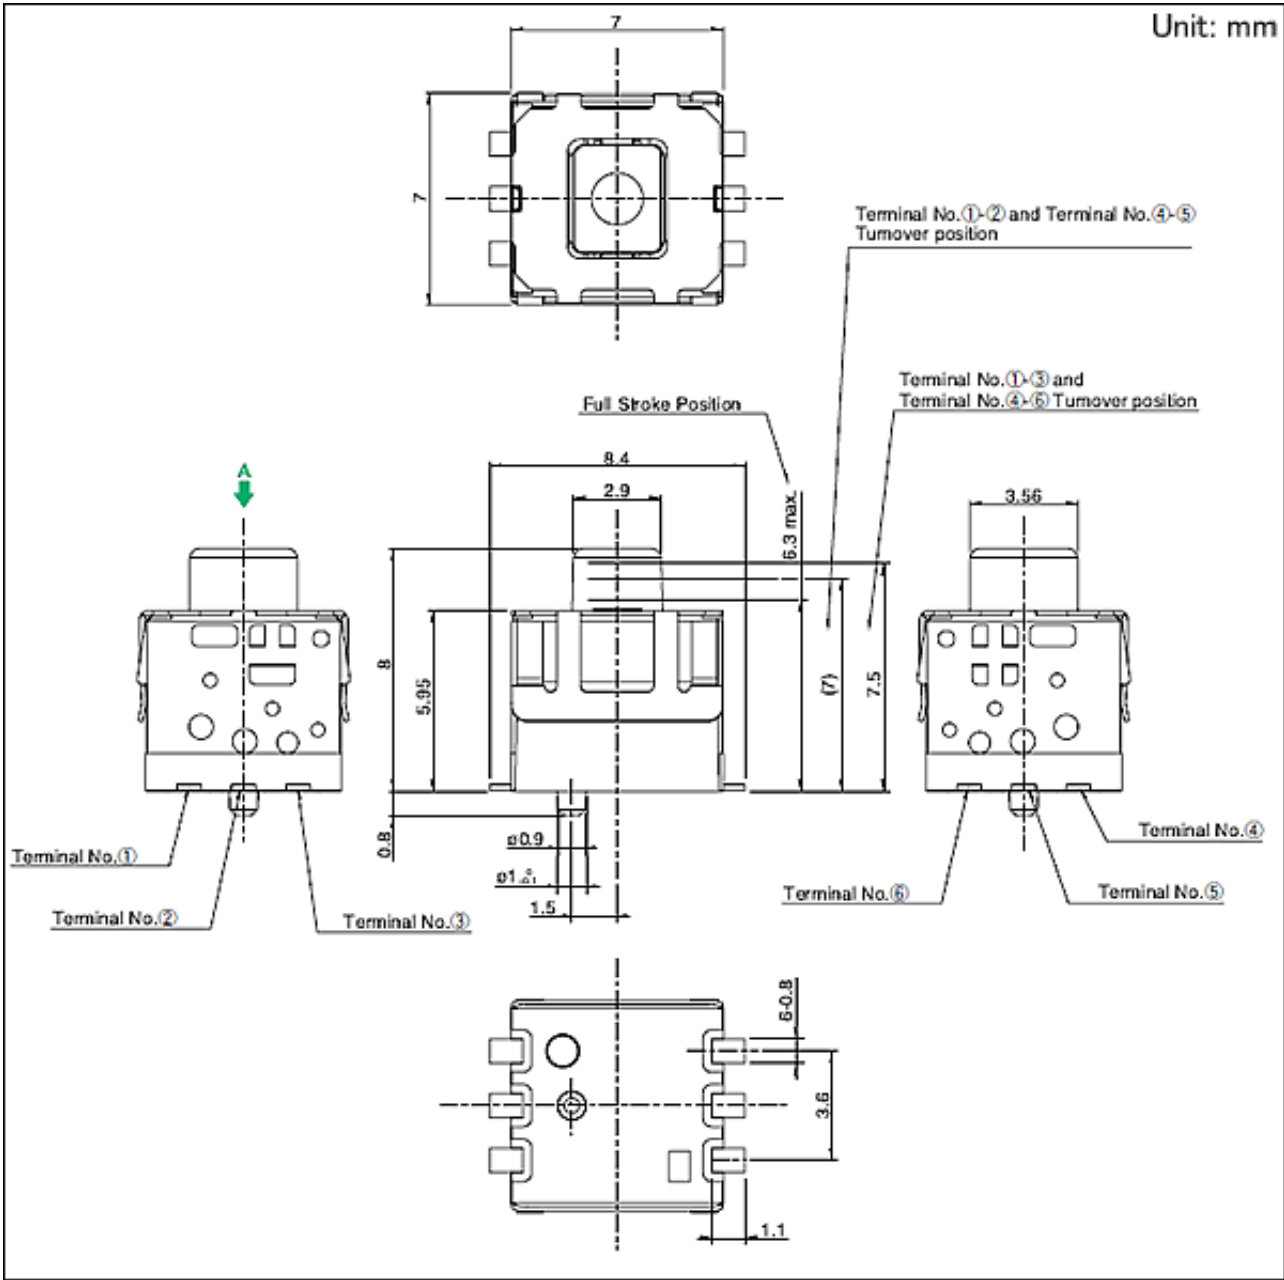 Unit: mm
7
7
Terminal No.①-② and Terminal No.④-⑤
Turnover position
Terminal No.①-③ and
Terminal No.④-⑥ Turnover position
Full Stroke Position
8.4
A
2.9
3.56
6.3 max.
8
5.95
(7)
7.5
0.8
ø0.9
ø1
1.5
Terminal No.①
Terminal No.②
Terminal No.③
Terminal No.④
Terminal No.⑥
Terminal No.⑤
6-0.8
3.6
1.1